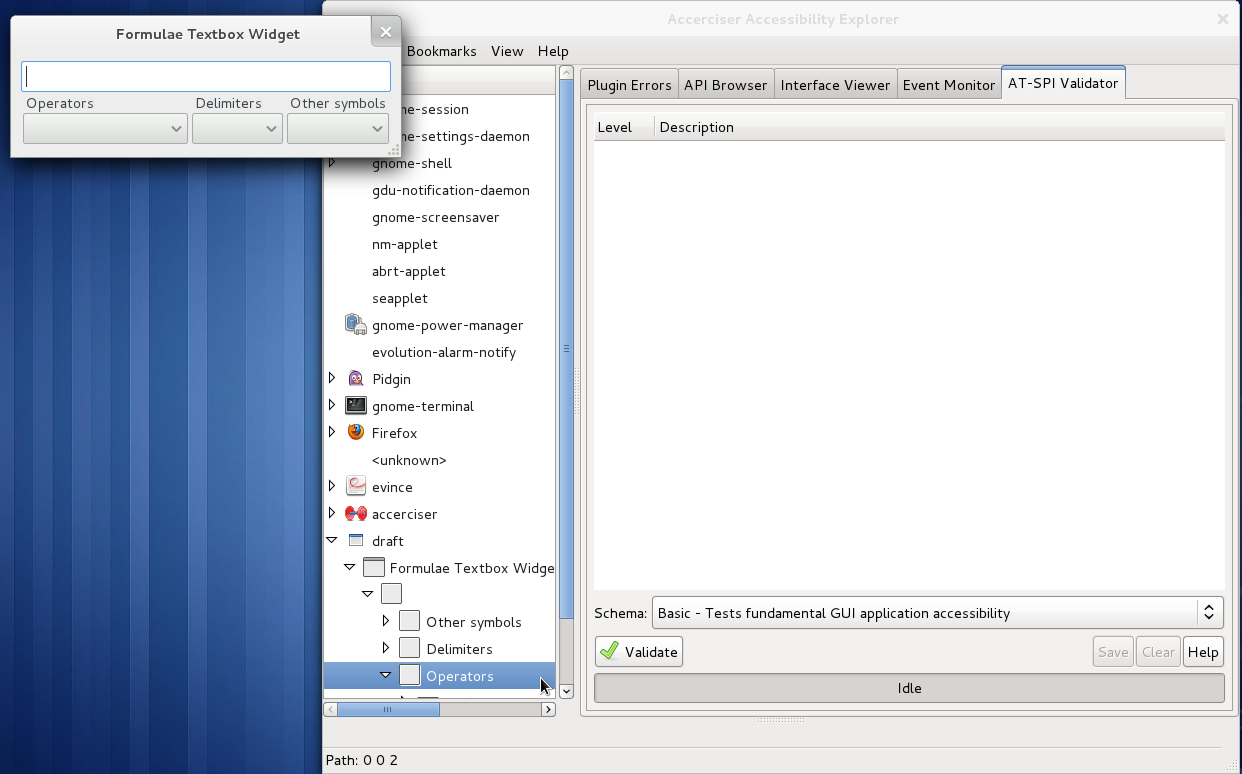 Formulae Textbox Widget
Operators Delimiters Other symbols
Accerciser Accessibility Explorer
Bookmarks View Help
me-session
me-settings-daemon
gnome-shell
gdu-notification-daemon
gnome-screensaver
nm-applet
abrt-applet
seapplet
gnome-power-manager
evolution-alarm-notify
Pidgin
gnome-terminal
Firefox
<unknown>
evince
accerciser
draft
Formulae Textbox Widge
Other symbols
Delimiters
Operators
Plugin Errors API Browser Interface Viewer Event Monitor AT-SPI Validator
Level Description
Schema: Basic - Tests fundamental GUI application accessibility
Validate Save Clear Help
Idle
Path: 0 0 2